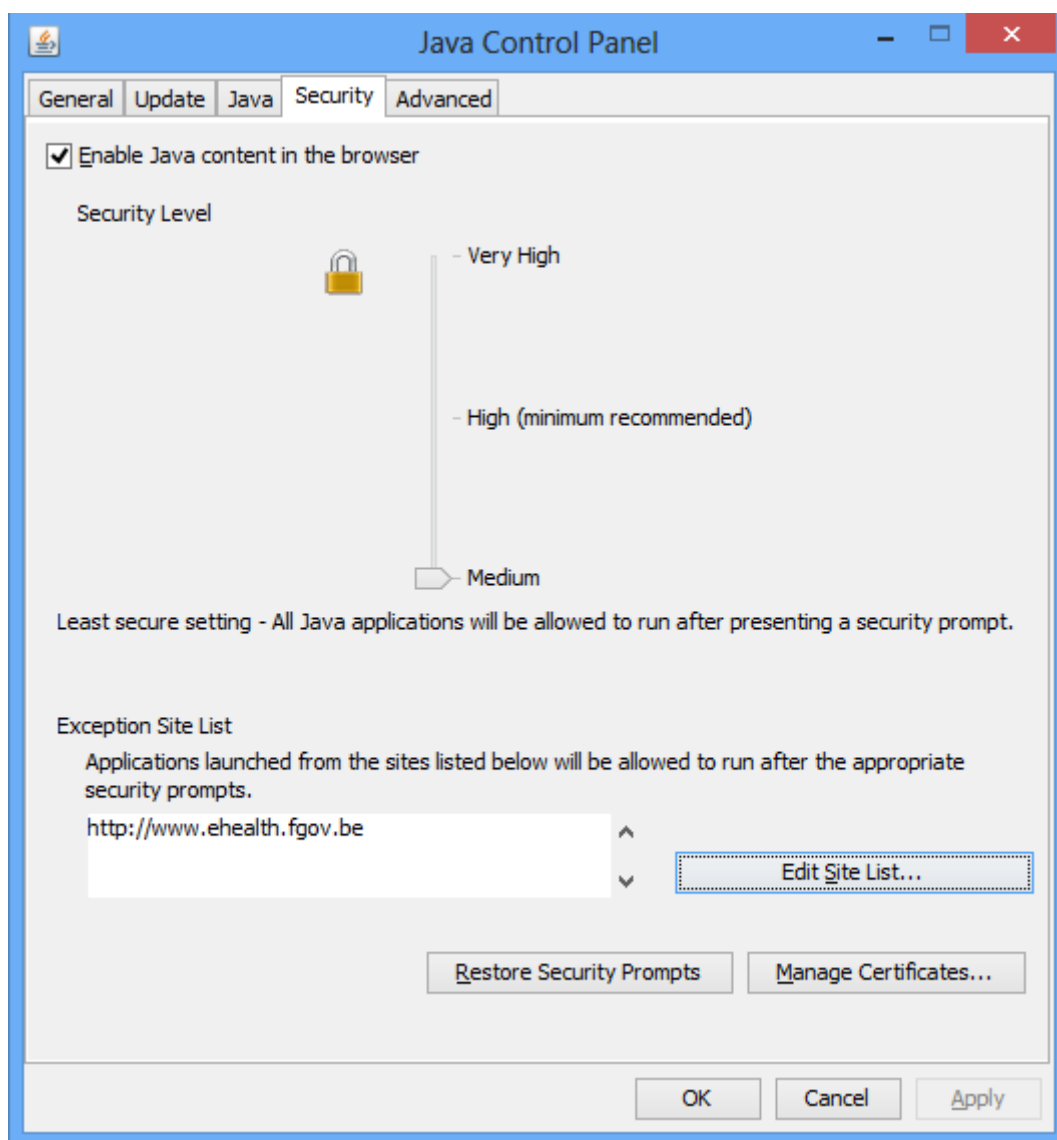 Java Control Panel
General Update Java Security Advanced
Enable Java content in the browser
Security Level
- Very High
- High (minimum recommended)
- Medium
Least secure setting - All Java applications will be allowed to run after presenting a security prompt.
Exception Site List
Applications launched from the sites listed below will be allowed to run after the appropriate
security prompts.
http://www.ehealth.fgov.be
Edit Site List...
Restore Security Prompts Manage Certificates...
OK Cancel Apply